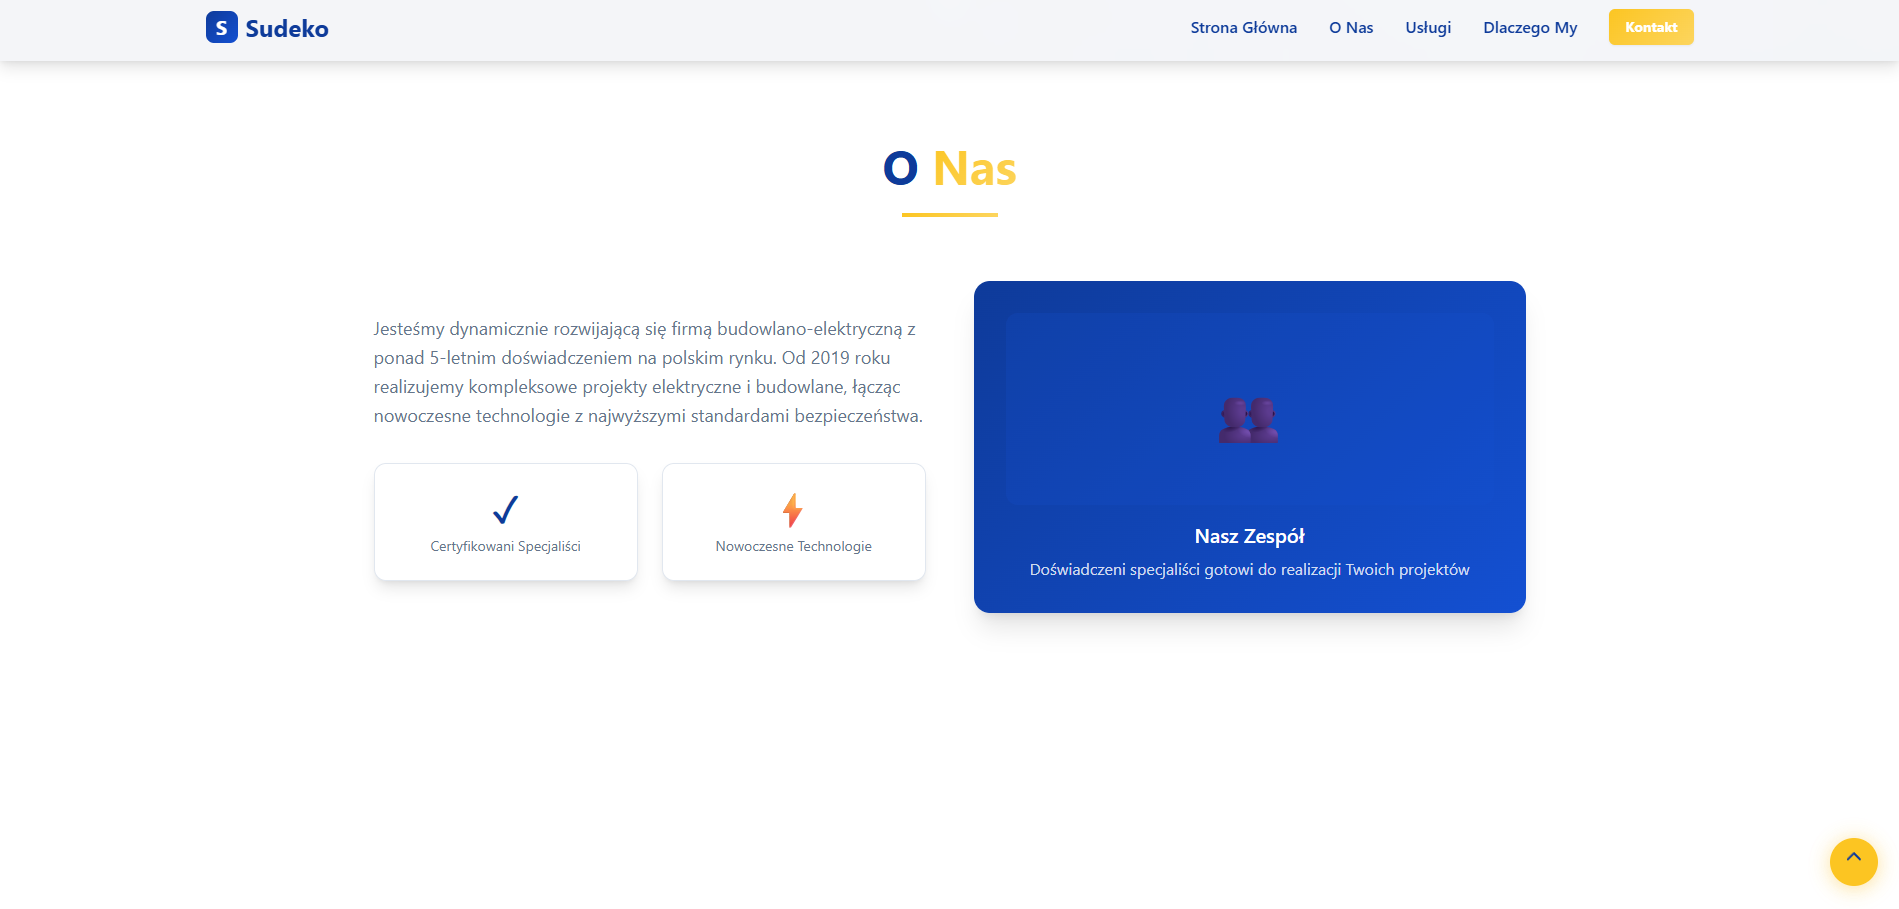 S Sudeko
Strona Główna
O Nas
Usługi
Dlaczego My
Kontakt
O Nas
Jesteśmy dynamicznie rozwijającą się firmą budowlano-elektryczną z
ponad 5-letnim doświadczeniem na polskim rynku. Od 2019 roku
realizujemy kompleksowe projekty elektryczne i budowlane, łącząc
nowoczesne technologie z najwyższymi standardami bezpieczeństwa.
Certyfikowani Specjaliści
Nowoczesne Technologie
Nasz Zespół
Doświadczeni specjaliści gotowi do realizacji Twoich projektów